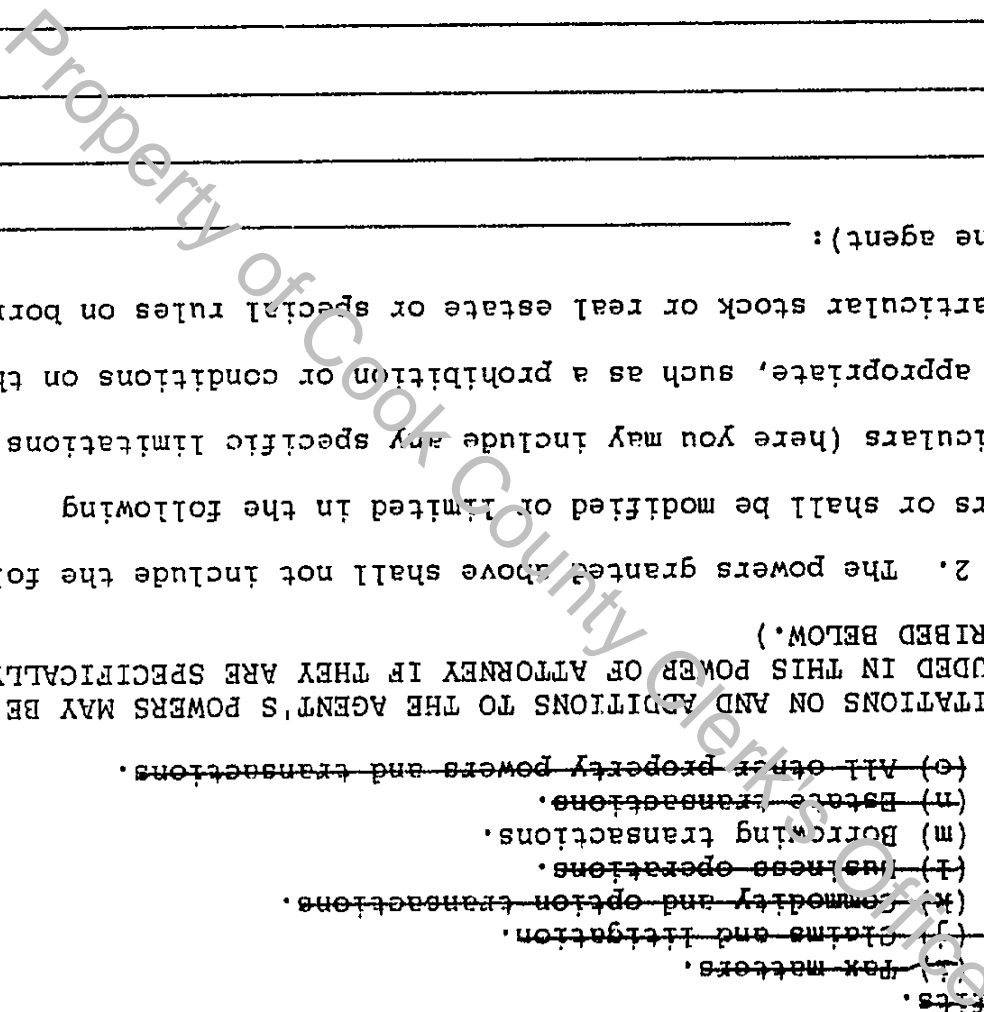 fits.
(i) Tax matters.
(j) Claims and litigation.
(k) Commodity and option transactions.
(l) Business operations.
(m) Borrowing transactions.
(n) Estate transactions.
(o) All other property powers and transactions.
ITATIONS ON AND ADDITIONS TO THE AGENT'S POWERS MAY BE
UDED IN THIS POWER OF ATTORNEY IF THEY ARE SPECIFICALLY
RIBED BELOW.)
2. The powers granted above shall not include the fol
rs or shall be modified or limited in the following
iculars (here you may include any specific limitations
appropriate, such as a prohibition or conditions on th
articular stock or real estate or special rules on borr
he agent):
Property of Cook County Clerk's Office